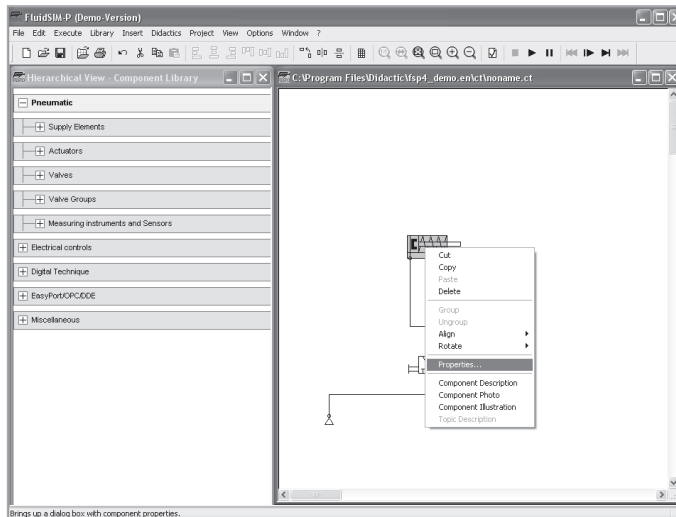 FluidSIM-P (Demo-Version)
File Edit Execute Library Insert Didactics Project View Options Window ?
Hierarchical View - Component Library
C:\Program Files\Didactic\fsp4_demo.en\ct\noname.ct
Pneumatic
Supply Elements
Actuators
Valves
Valve Groups
Measuring instruments and Sensors
Electrical controls
Digital Technique
EasyPort/OPC/DDE
Miscellaneous
Cut
Copy
Paste
Delete
Group
Ungroup
Align
Rotate
Properties...
Component Description
Component Photo
Component Illustration
Topic Description
Brings up a dialog box with component properties.